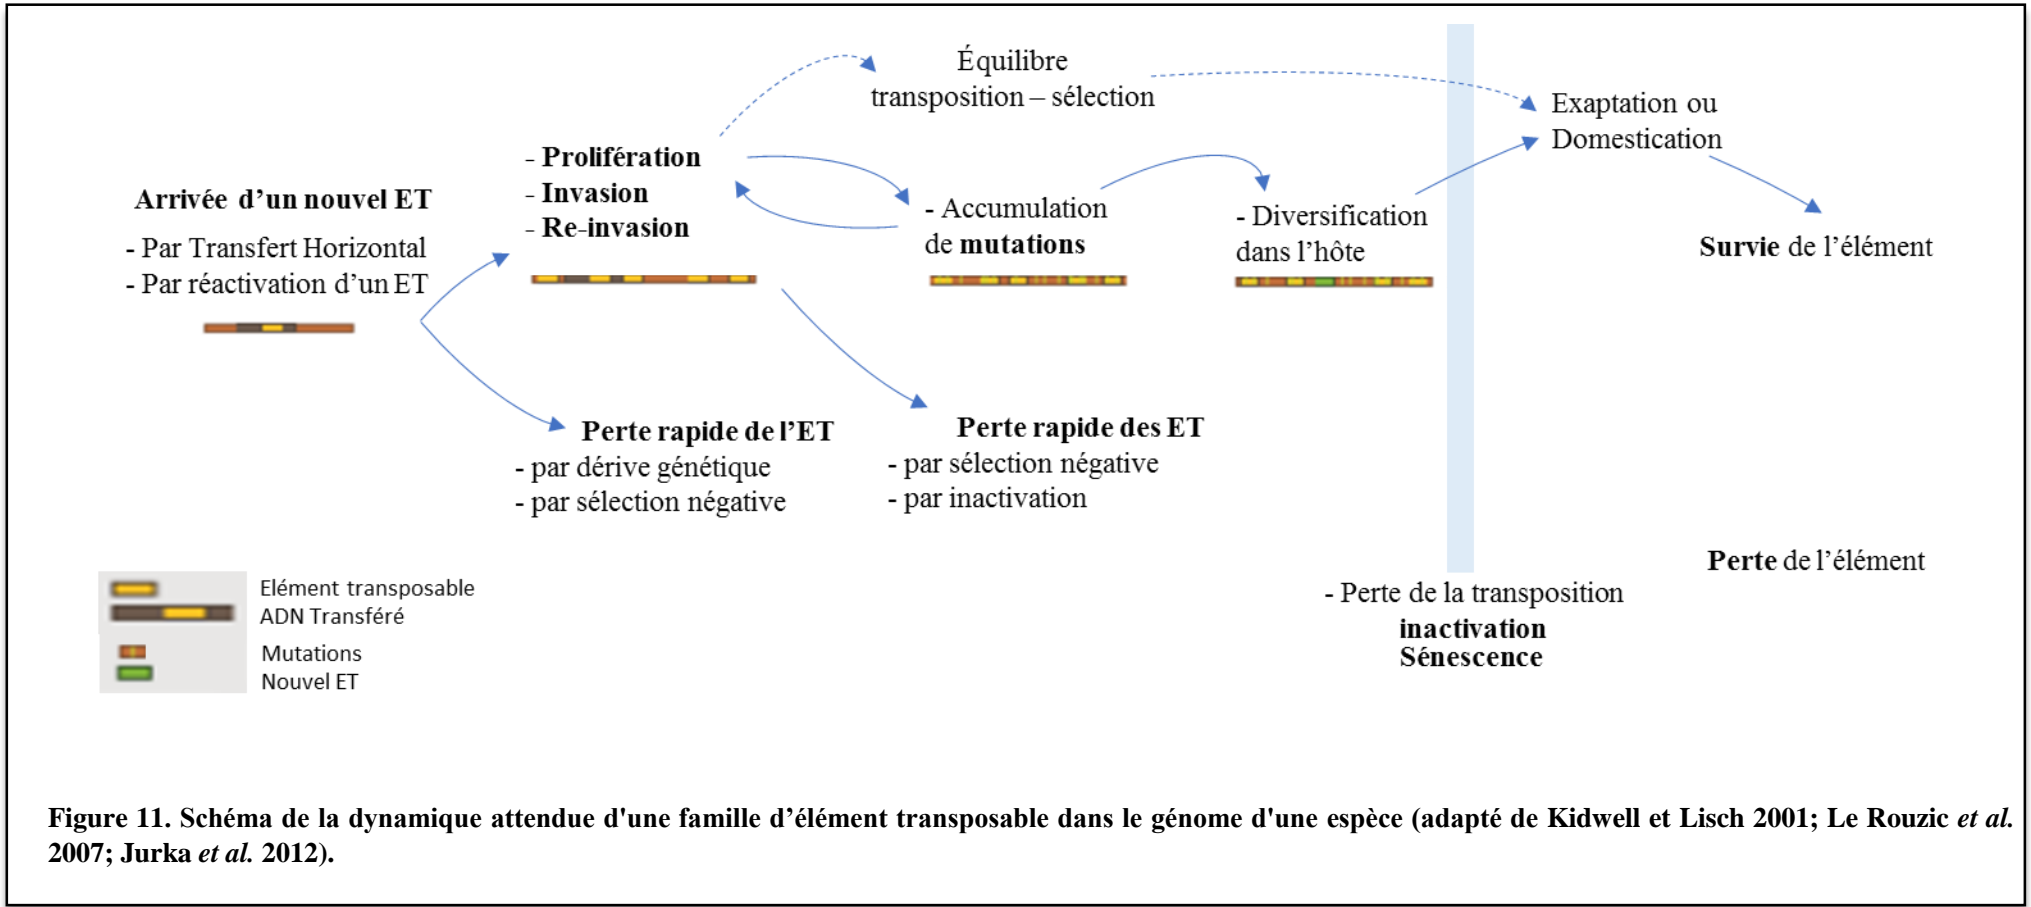 Équilibre
transposition – sélection
Exaptation ou
Domestication
- Prolifération
- Invasion
- Re-invasion
Arrivée d’un nouvel ET
- Par Transfert Horizontal
- Par réactivation d’un ET
- Accumulation
de mutations
- Diversification
dans l’hôte
Survie de l’élément
Perte rapide de l’ET
- par dérive génétique
- par sélection négative
Perte rapide des ET
- par sélection négative
- par inactivation
Perte de l’élément
- Perte de la transposition
inactivation
Sénescence
Elément transposable
ADN Transféré
Mutations
Nouvel ET
Figure 11. Schéma de la dynamique attendue d'une famille d’élément transposable dans le génome d'une espèce (adapté de Kidwell et Lisch 2001; Le Rouzic et al.
2007; Jurka et al. 2012).